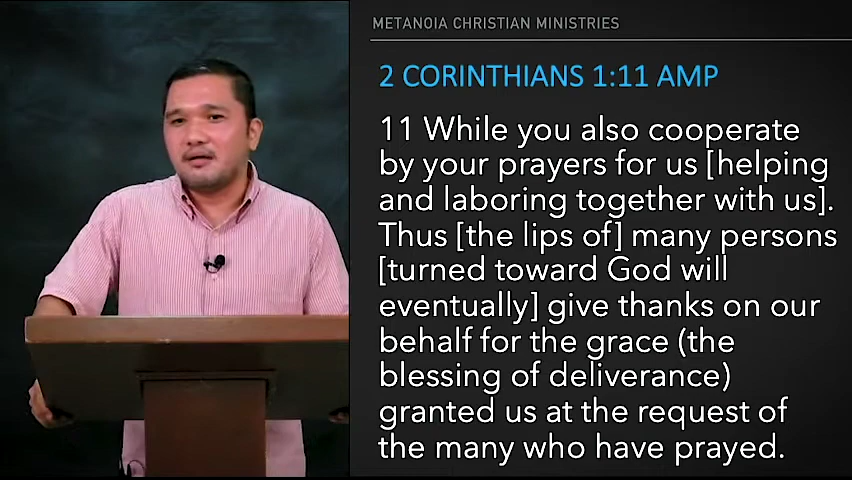 METANOIA CHRISTIAN MINISTRIES
2 CORINTHIANS 1:11 AMP
11 While you also cooperate
by your prayers for us [helping
and laboring together with us].
Thus [the lips of] many persons
[turned toward God will
eventually] give thanks on our
behalf for the grace (the
blessing of deliverance)
granted us at the request of
the many who have prayed.